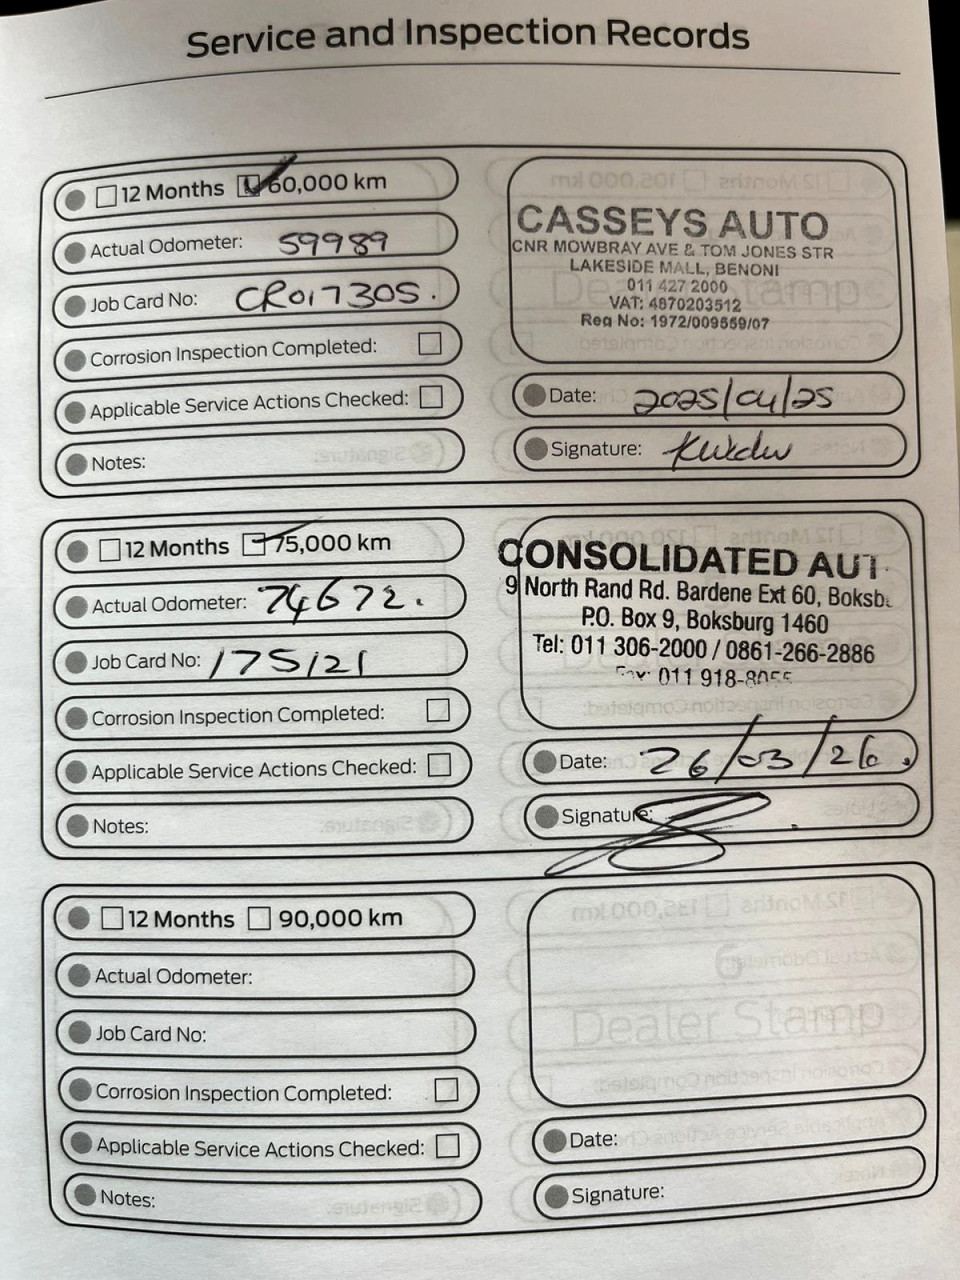 Service and Inspection Records
12 Months 60,000 km
Actual Odometer: 59989
Job Card No: CR017305.
Corrosion Inspection Completed:
Applicable Service Actions Checked:
Notes:
CASSEYS AUTO
CNR MOWBRAY AVE & TOM JONES STR
LAKESIDE MALL, BENONI
011 427 2000
VAT: 4870203512
Reg No: 1972/009559/07
Date: 2025/04/25
Signature:
12 Months 75,000 km
Actual Odometer: 74672.
Job Card No: 175121
Corrosion Inspection Completed:
Applicable Service Actions Checked:
Notes:
CONSOLIDATED AUT
9 North Rand Rd. Bardene Ext 60, Boksb
P.O. Box 9, Boksburg 1460
Tel: 011 306-2000 / 0861-266-2886
Fax: 011 918-8055
Date: 26/03/26.
Signature:
12 Months 90,000 km
Actual Odometer:
Job Card No:
Corrosion Inspection Completed:
Applicable Service Actions Checked:
Notes:
Dealer Stamp
Date:
Signature: